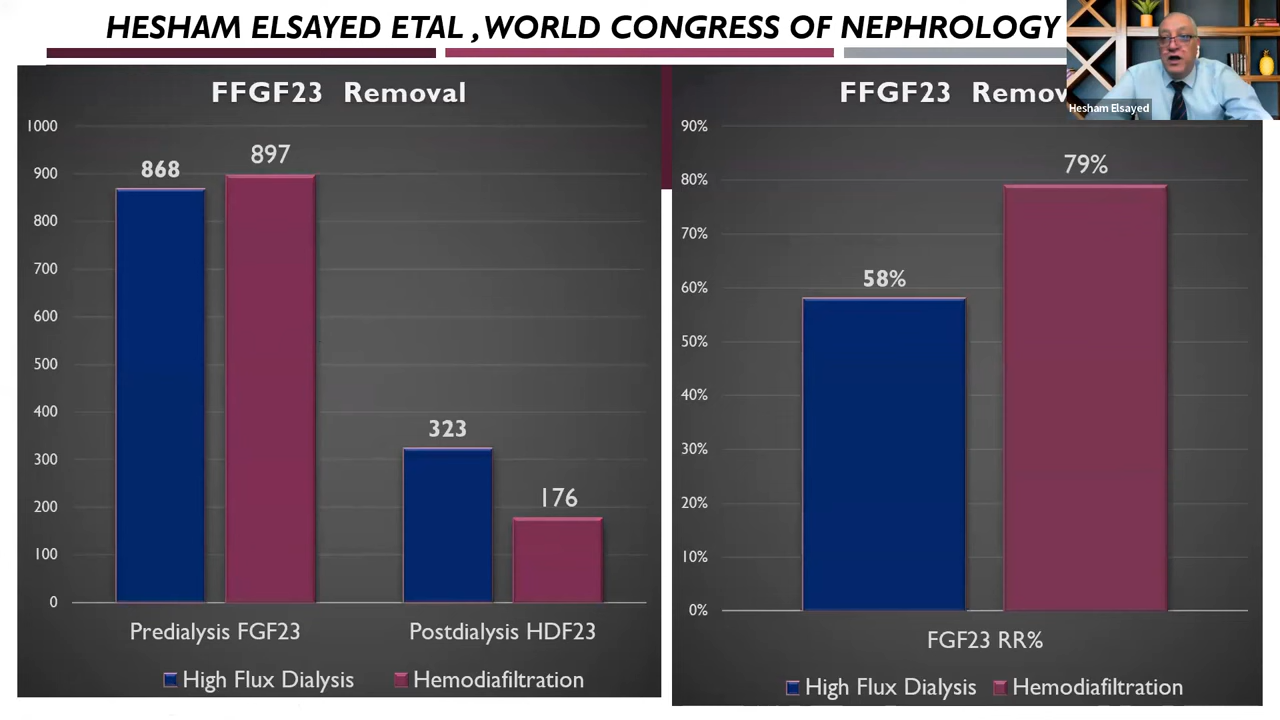 HESHAM ELSAYED ETAL , WORLD CONGRESS OF NEPHROLOGY
Hesham Elsayed
FFGF23 Removal
1000
900
800
700
600
500
400
300
200
100
0
868
897
323
176
Predialysis FGF23
Postdialysis HDF23
High Flux Dialysis
Hemodiafiltration
FFGF23
90%
80%
70%
60%
50%
40%
30%
20%
10%
0%
58%
79%
FGF23 RR%
High Flux Dialysis
Hemodiafiltration